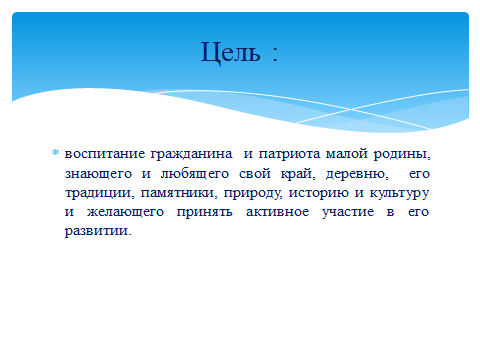 Цель :
* воспитание гражданина и патриота малой родины,
знающего и любящего свой край, деревню, его
традиции, памятники, природу, историю и культуру
и желающего принять активное участие в его
развитии.